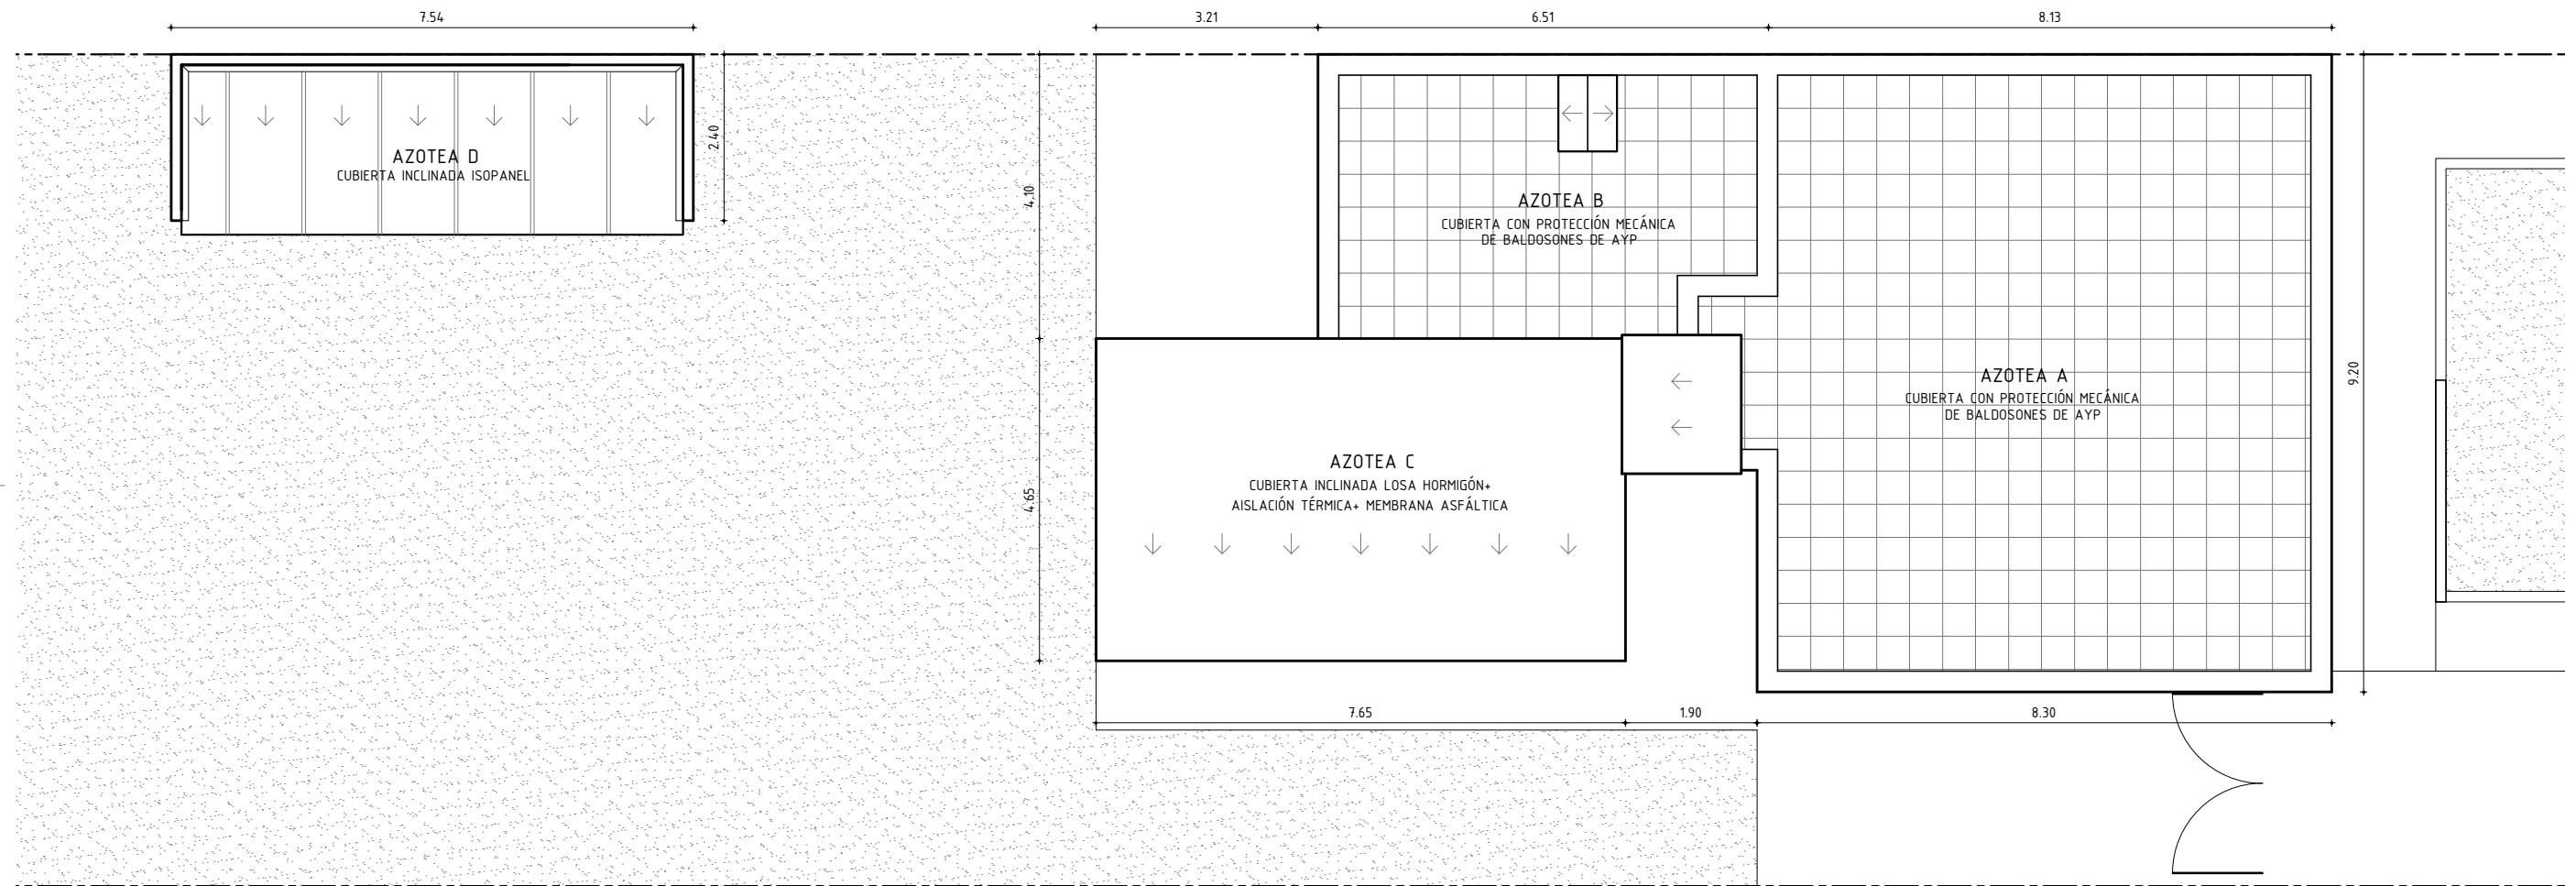 7.54
3.21
6.51
8.13
2.40
AZOTEA D
CUBIERTA INCLINADA ISOPANEL
4.10
AZOTEA B
CUBIERTA CON PROTECCIÓN MECÁNICA
DE BALDOSONES DE AYP
AZOTEA A
CUBIERTA CON PROTECCIÓN MECÁNICA
DE BALDOSONES DE AYP
9.20
AZOTEA C
CUBIERTA INCLINADA LOSA HORMIGÓN+
AISLACIÓN TÉRMICA+ MEMBRANA ASFÁLTICA
4.65
7.65
1.90
8.30